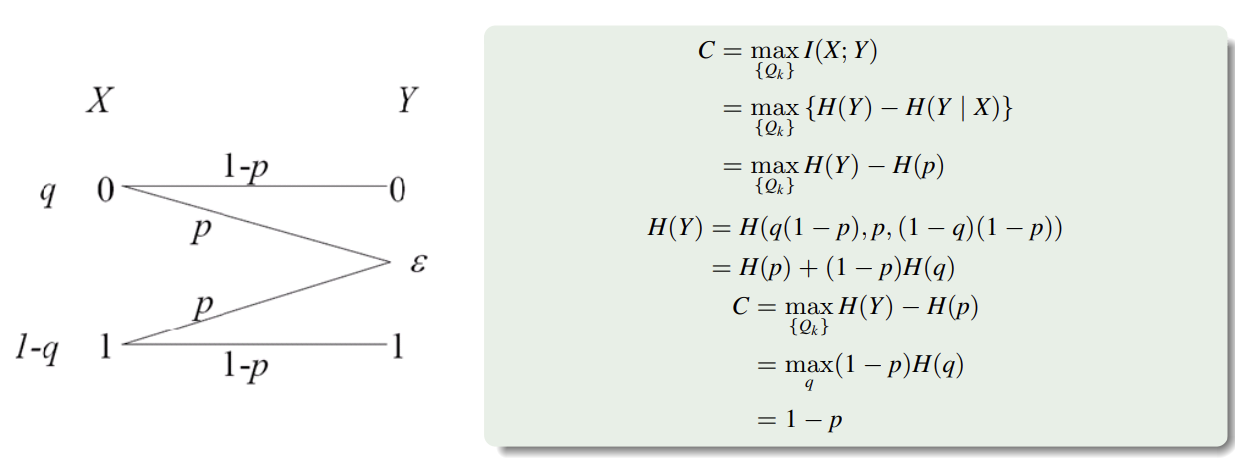 X Y
q 0 1-p 0
p
ε
p
1-q 1 1-p 1
C = max_{Q_k} I(X; Y)
= max_{Q_k} {H(Y) − H(Y | X)}
= max_{Q_k} H(Y) − H(p)
H(Y) = H(q(1 − p), p, (1 − q)(1 − p))
= H(p) + (1 − p)H(q)
C = max_{Q_k} H(Y) − H(p)
= max_q (1 − p)H(q)
= 1 − p